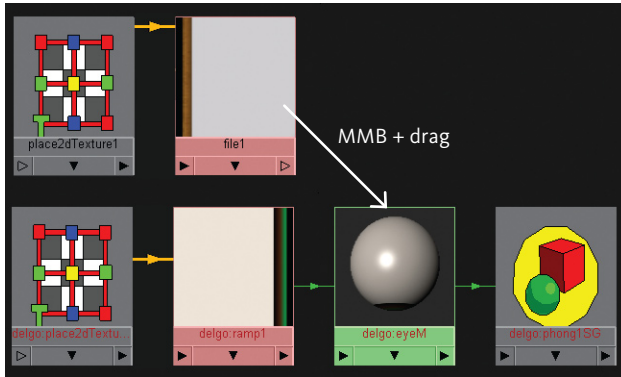 place2dTexture1
file1
MMB + drag
delgo:place2dTextu...
delgo:ramp1
delgo:eyeM
delgo:phong1SG